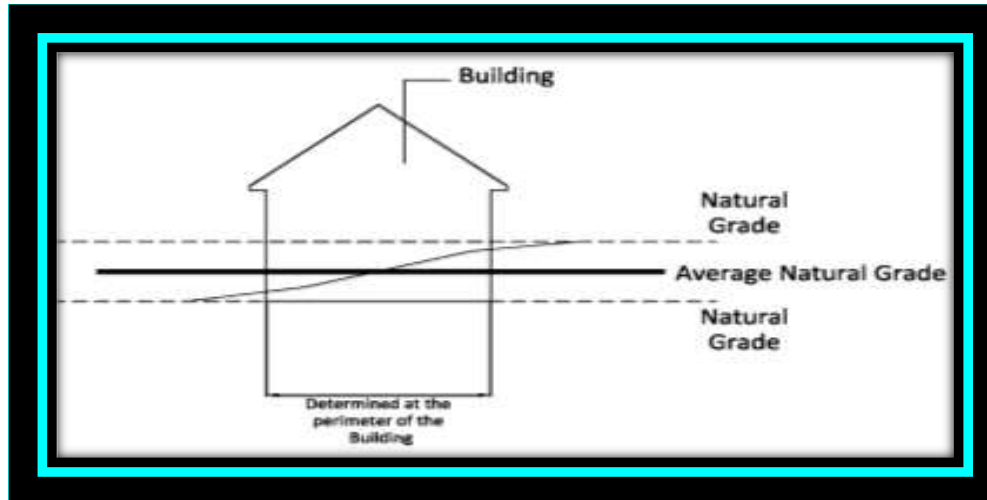 Building
Natural
Grade
Average Natural Grade
Natural
Grade
Determined at the
perimeter of the
Building